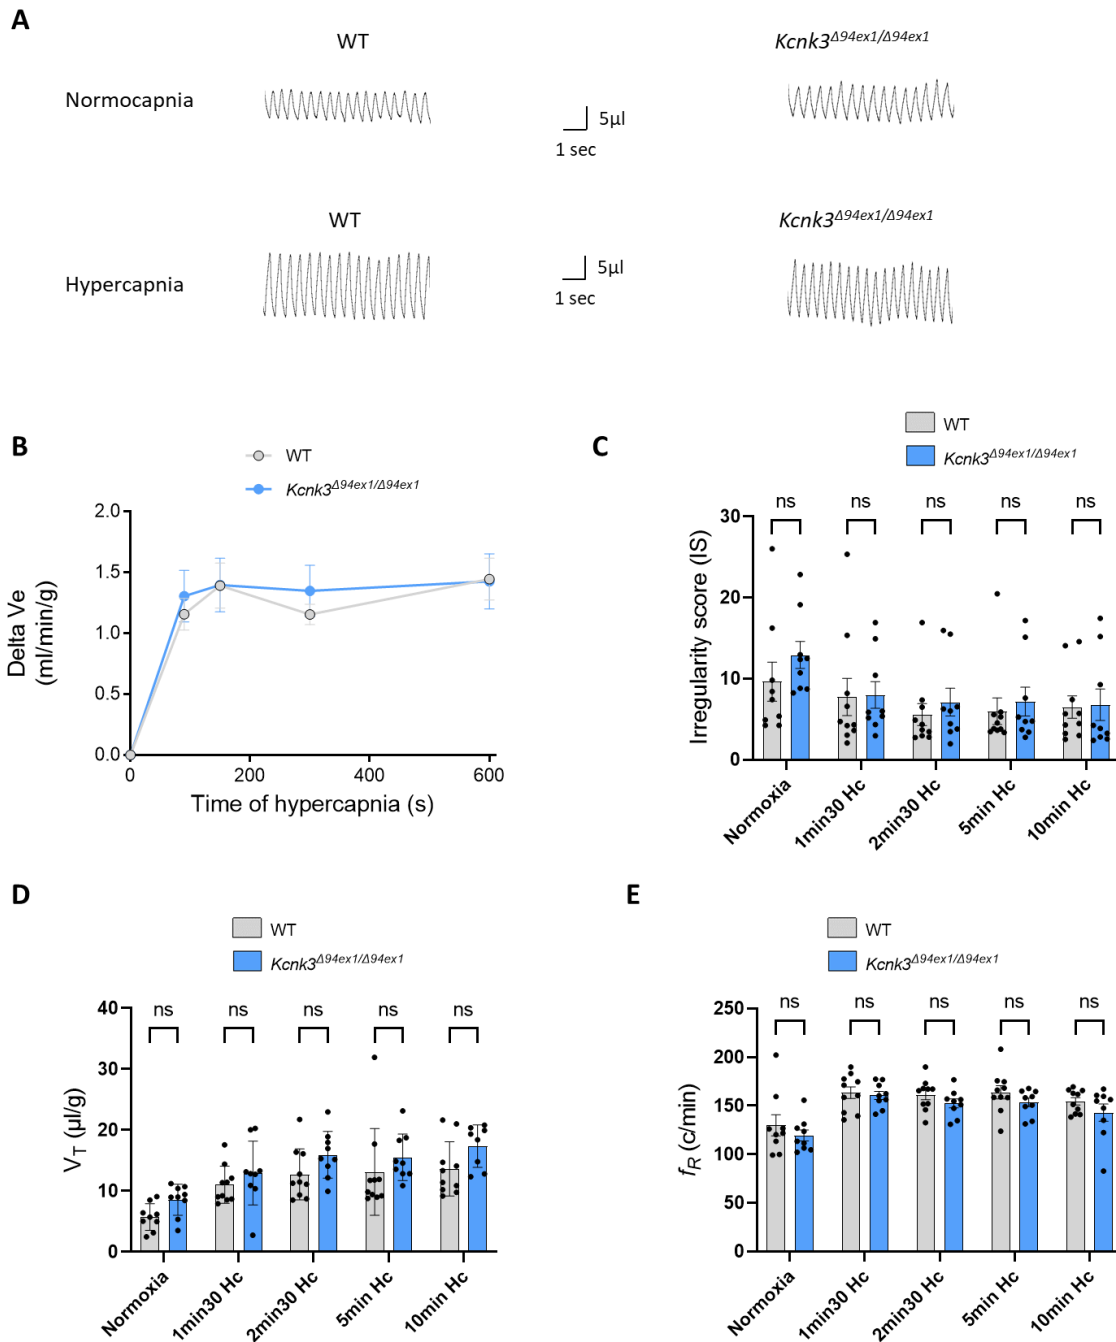 A
WT
Kcnk3Δ94ex1/Δ94ex1
Normocapnia
5μl
1 sec
WT
Kcnk3Δ94ex1/Δ94ex1
Hypercapnia
5μl
1 sec
B
WT
Kcnk3Δ94ex1/Δ94ex1
Delta Ve
(ml/min/g)
2.0
1.5
1.0
0.5
0.0
0
200
400
600
Time of hypercapnia (s)
C
WT
Kcnk3Δ94ex1/Δ94ex1
Irregularity score (IS)
30
20
10
0
ns
ns
ns
ns
ns
Normoxia
1min30 Hc
2min30 Hc
5min Hc
10min Hc
D
WT
Kcnk3Δ94ex1/Δ94ex1
VT (µl/g)
40
30
20
10
0
ns
ns
ns
ns
ns
Normoxia
1min30 Hc
2min30 Hc
5min Hc
10min Hc
E
WT
Kcnk3Δ94ex1/Δ94ex1
fR (c/min)
250
200
150
100
50
0
ns
ns
ns
ns
ns
Normoxia
1min30 Hc
2min30 Hc
5min Hc
10min Hc